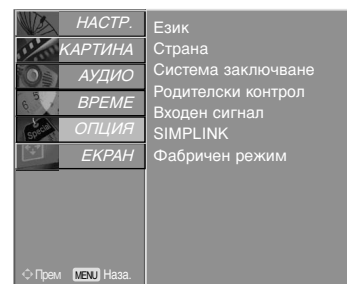 НАСТР.
КАРТИНА
АУДИО
ВРЕМЕ
ОПЦИЯ
ЕКРАН
Език
Страна
Система заключване
Родителски контрол
Входен сигнал
SIMPLINK
Фабричен режим
Прем MENU Наза.